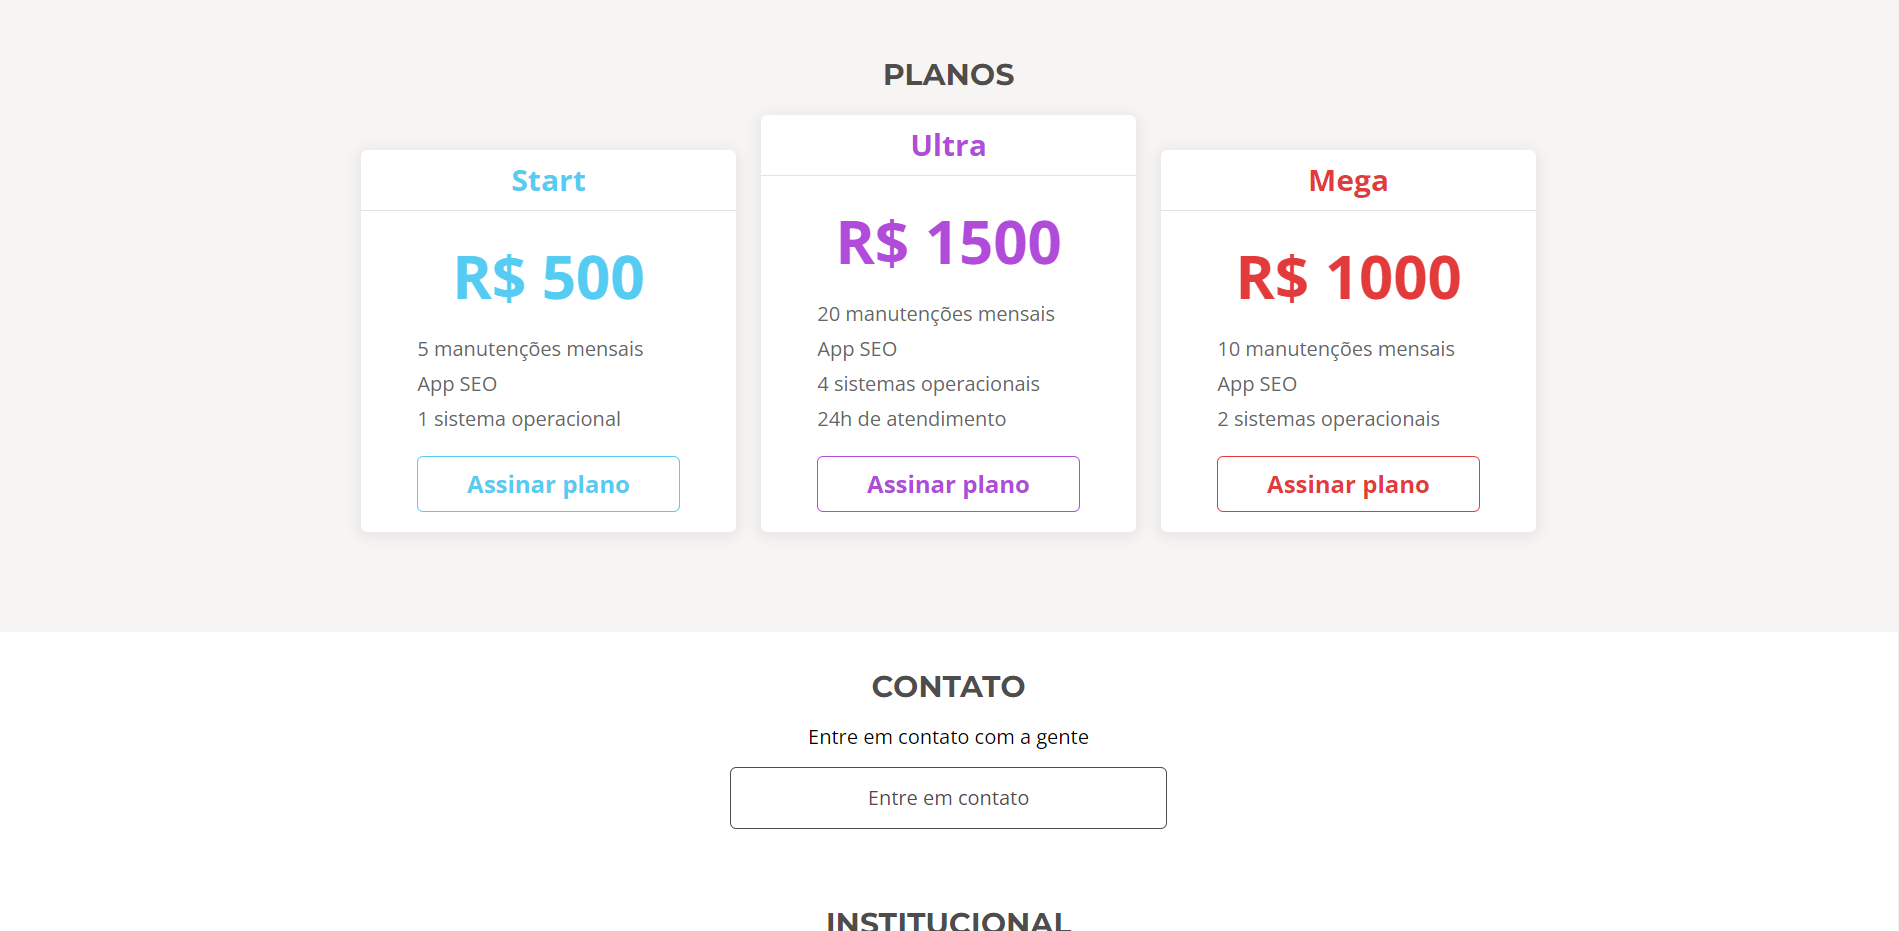 PLANOS
Start
R$ 500
5 manutenções mensais
App SEO
1 sistema operacional
Assinar plano
Ultra
R$ 1500
20 manutenções mensais
App SEO
4 sistemas operacionais
24h de atendimento
Assinar plano
Mega
R$ 1000
10 manutenções mensais
App SEO
2 sistemas operacionais
Assinar plano
CONTATO
Entre em contato com a gente
Entre em contato
INSTITUCIONAL